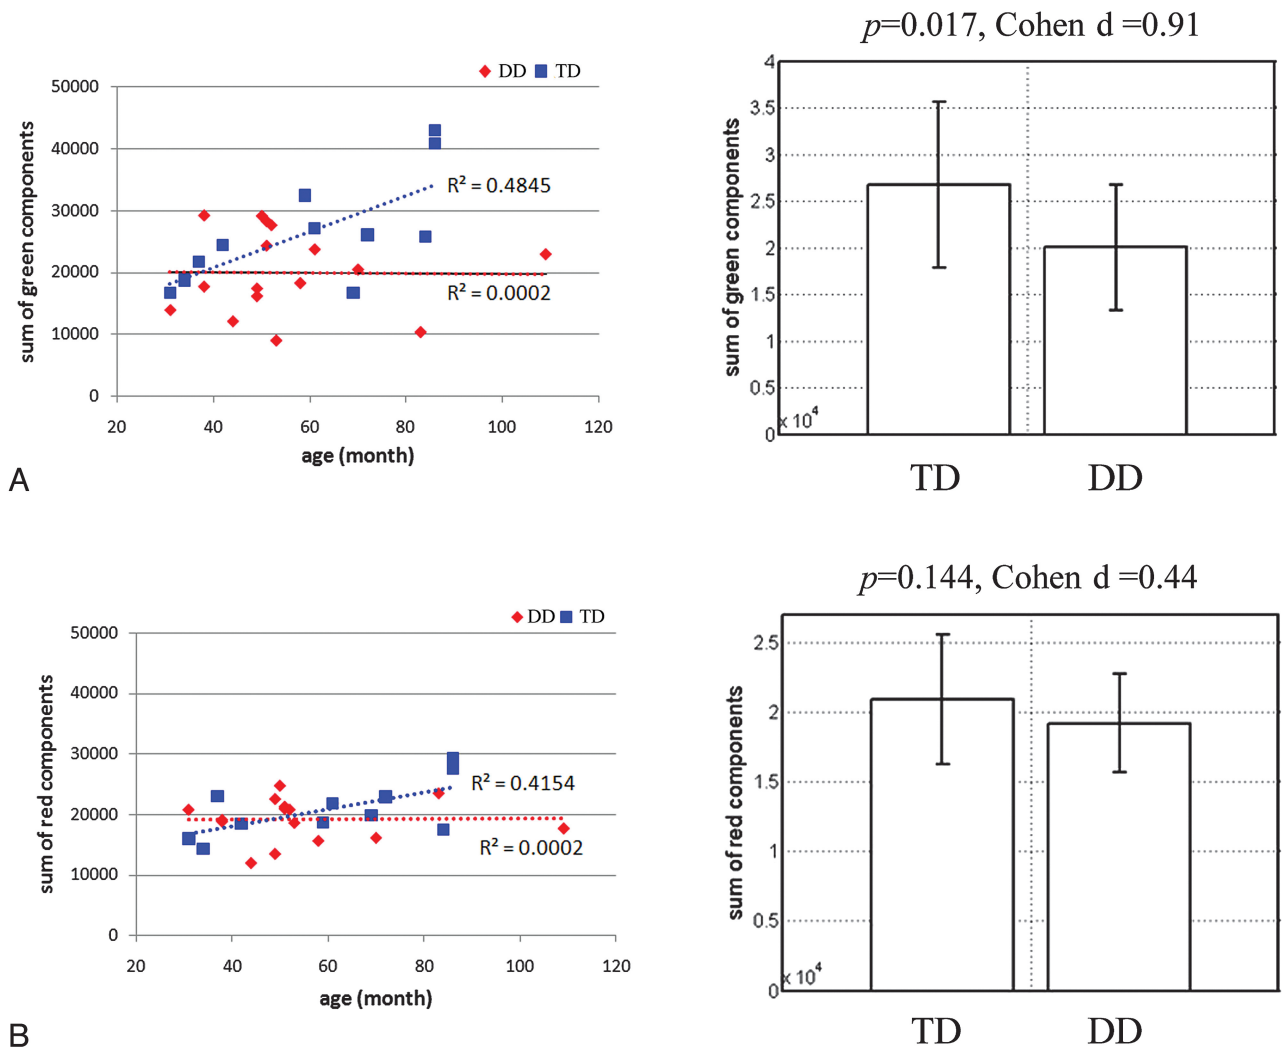 p=0.017, Cohen d =0.91
DD TD
50000
40000
30000
20000
10000
0
sum of green components
R² = 0.4845
R² = 0.0002
20 40 60 80 100 120
age (month)
A
4
3.5
3
2.5
2
1.5
1
0.5
0
x 10⁴
sum of green components
TD DD
p=0.144, Cohen d =0.44
DD TD
50000
40000
30000
20000
10000
0
sum of red components
R² = 0.4154
R² = 0.0002
20 40 60 80 100 120
age (month)
B
2.5
2
1.5
1
0.5
0
x 10⁴
sum of red components
TD DD